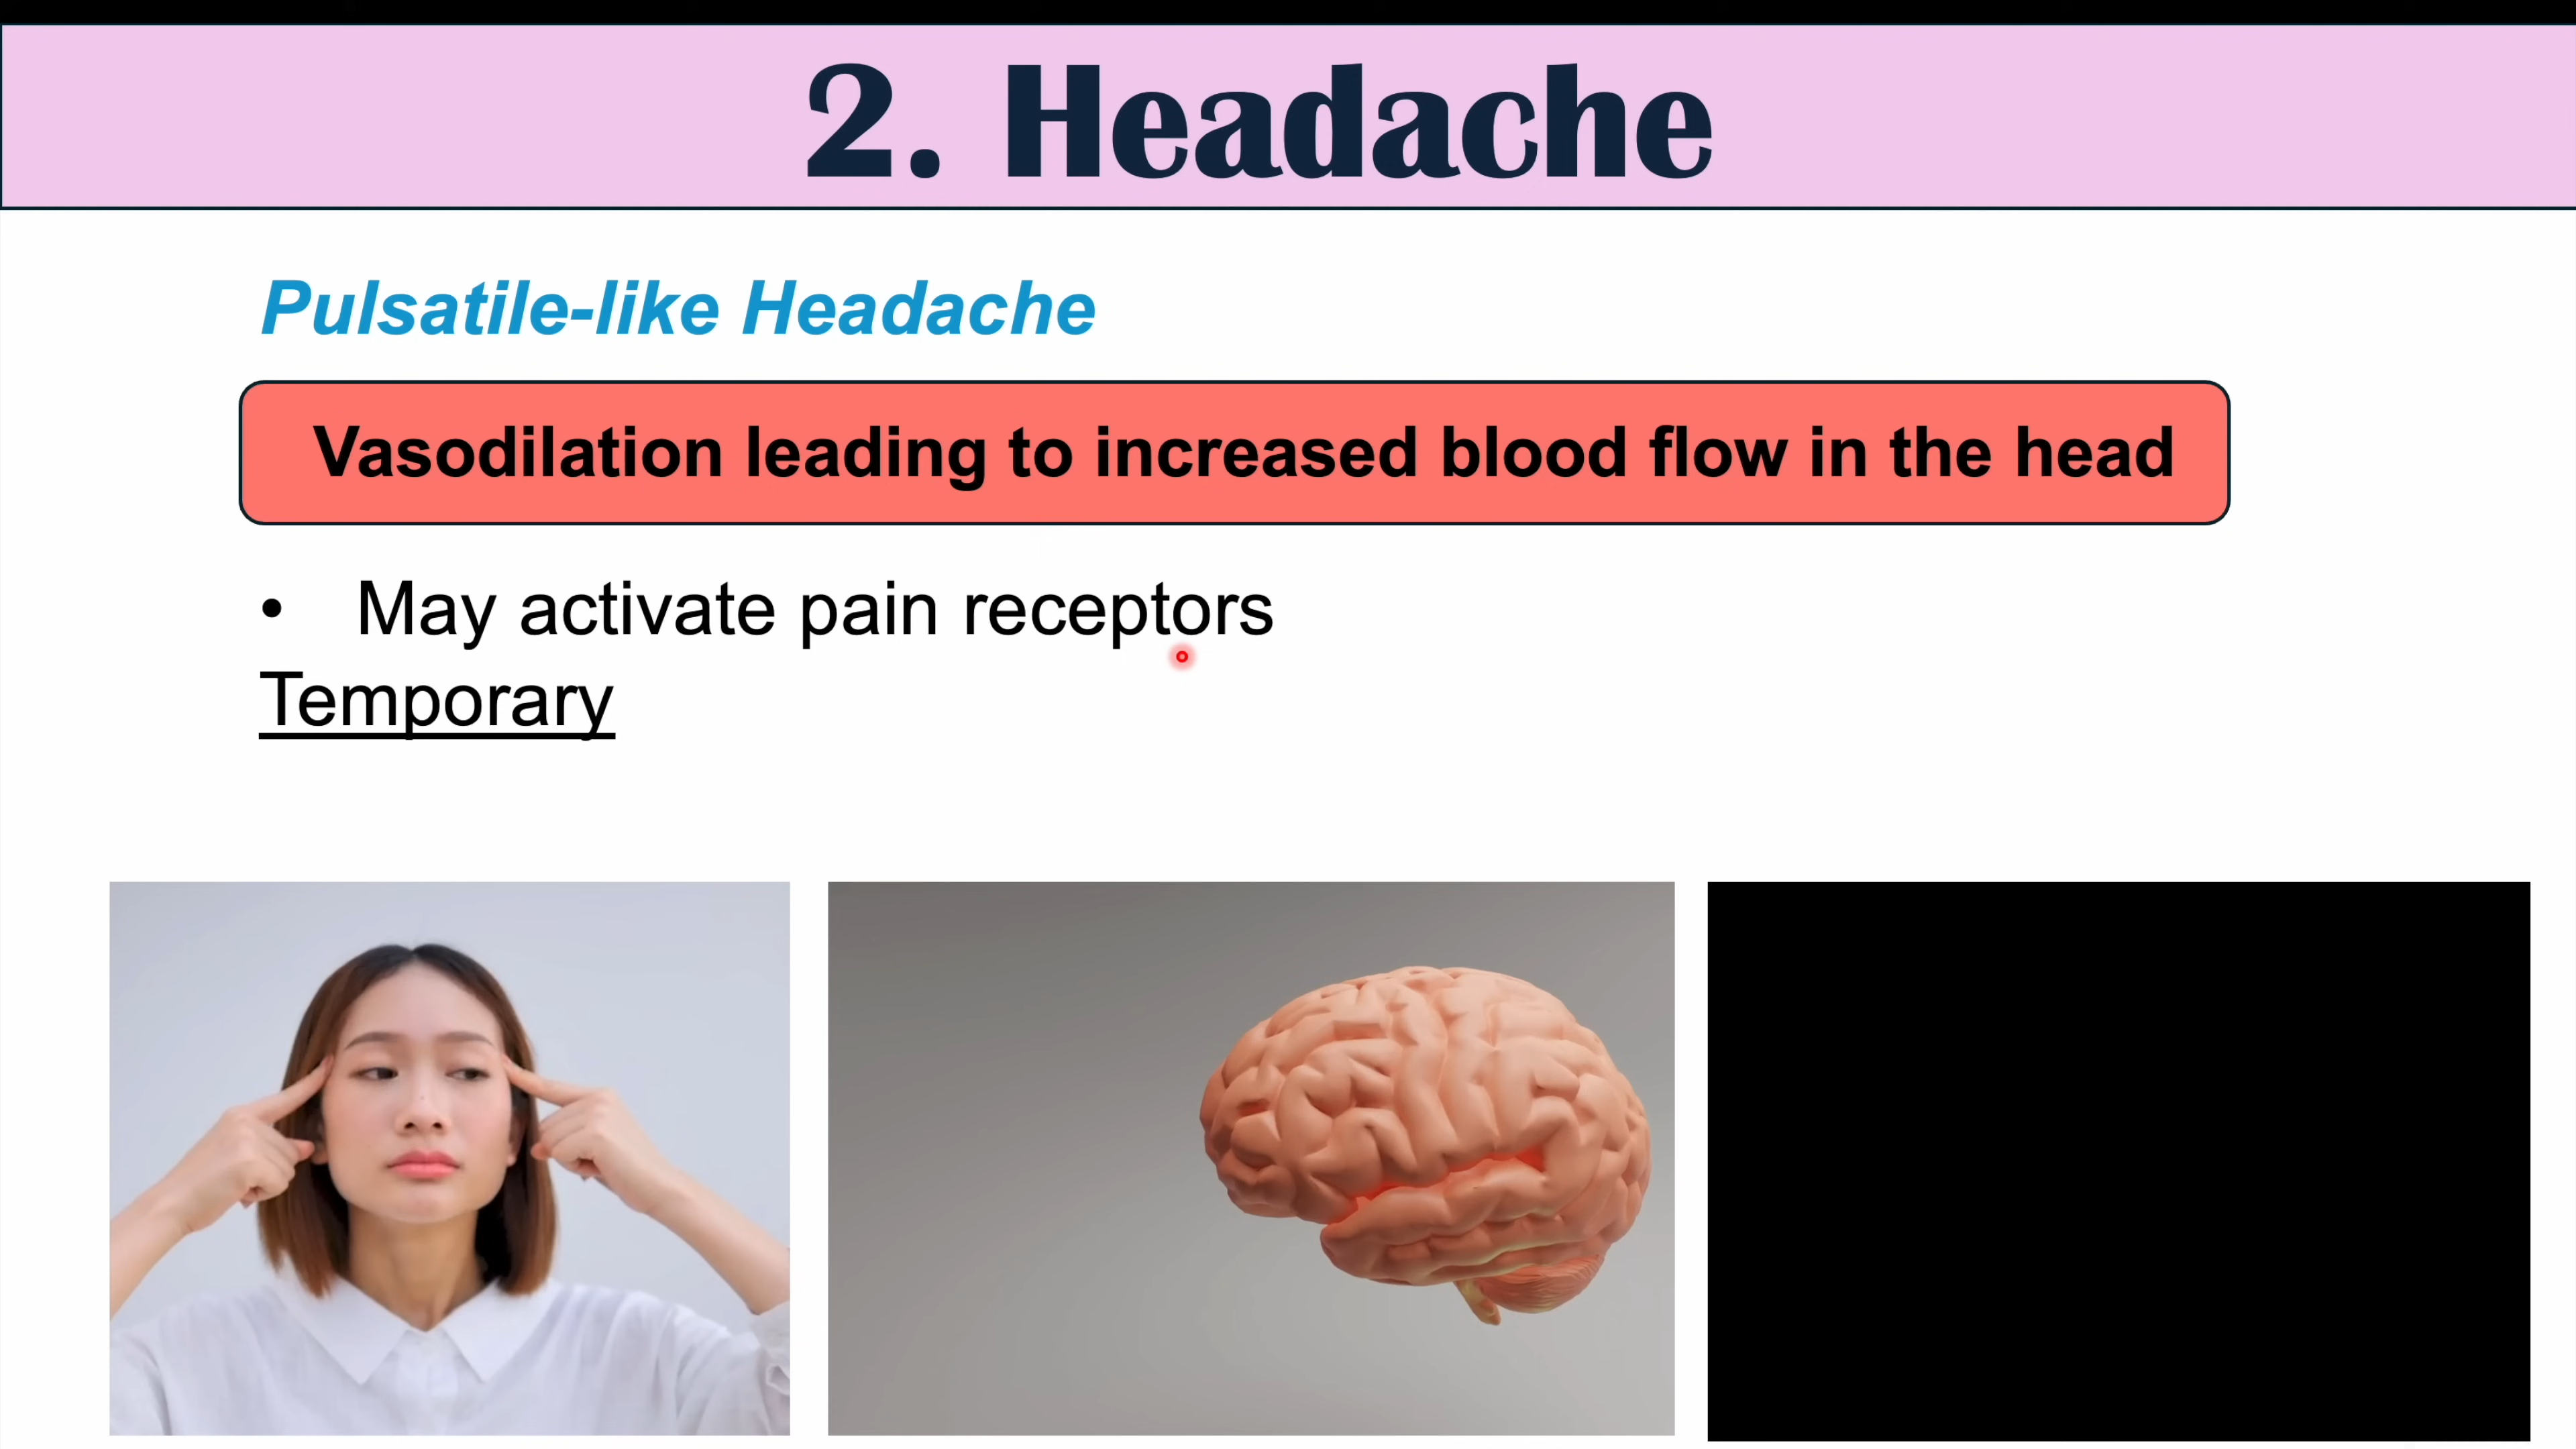 2. Headache
Pulsatile-like Headache
Vasodilation leading to increased blood flow in the head
• May activate pain receptors
Temporary